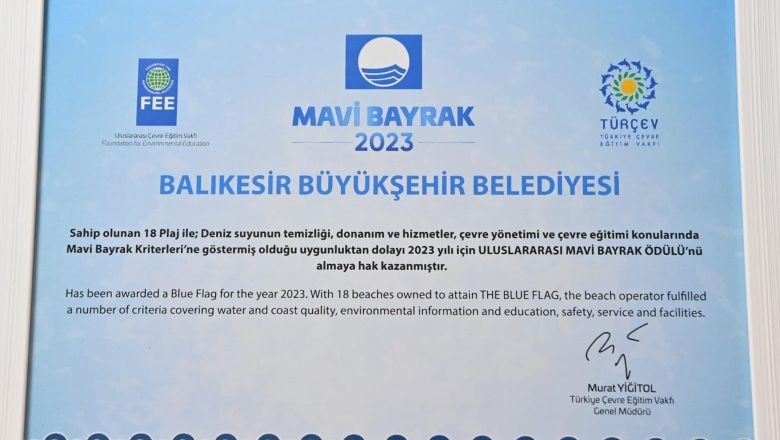 FEE
Uluslararası Çevre Eğitim Vakfı
Foundation for Environmental Education
MAVİ BAYRAK
2023
TÜRÇEV
TÜRKİYE ÇEVRE
EĞİTİM VAKFI
BALIKESİR BÜYÜKŞEHİR BELEDİYESİ
Sahip olunan 18 Plaj ile; Deniz suyunun temizliği, donanım ve hizmetler, çevre yönetimi ve çevre eğitimi konularında
Mavi Bayrak Kriterleri’ne göstermiş olduğu uygunluktan dolayı 2023 yılı için ULUSLARARASI MAVİ BAYRAK ÖDÜLÜ’nü
almaya hak kazanmıştır.
Has been awarded a Blue Flag for the year 2023. With 18 beaches owned to attain THE BLUE FLAG, the beach operator fulfilled
a number of criteria covering water and coast quality, environmental information and education, safety, service and facilities.
Murat YİĞİTOL
Türkiye Çevre Eğitim Vakfı
Genel Müdürü